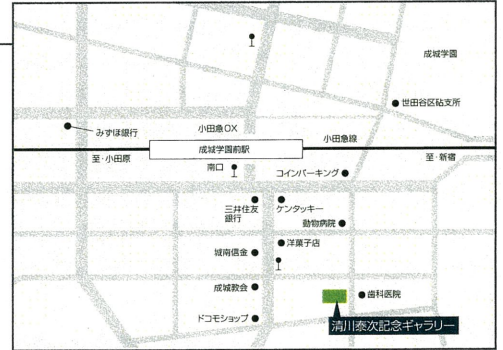 成城学園
世田谷区砧支所
みずほ銀行
小田急OX
小田急線
成城学園前駅
至・小田原
至・新宿
南口
コインパーキング
三井住友
銀行
ケンタッキー
動物病院
洋菓子店
城南信金
成城教会
歯科医院
ドコモショップ
清川泰次記念ギャラリー